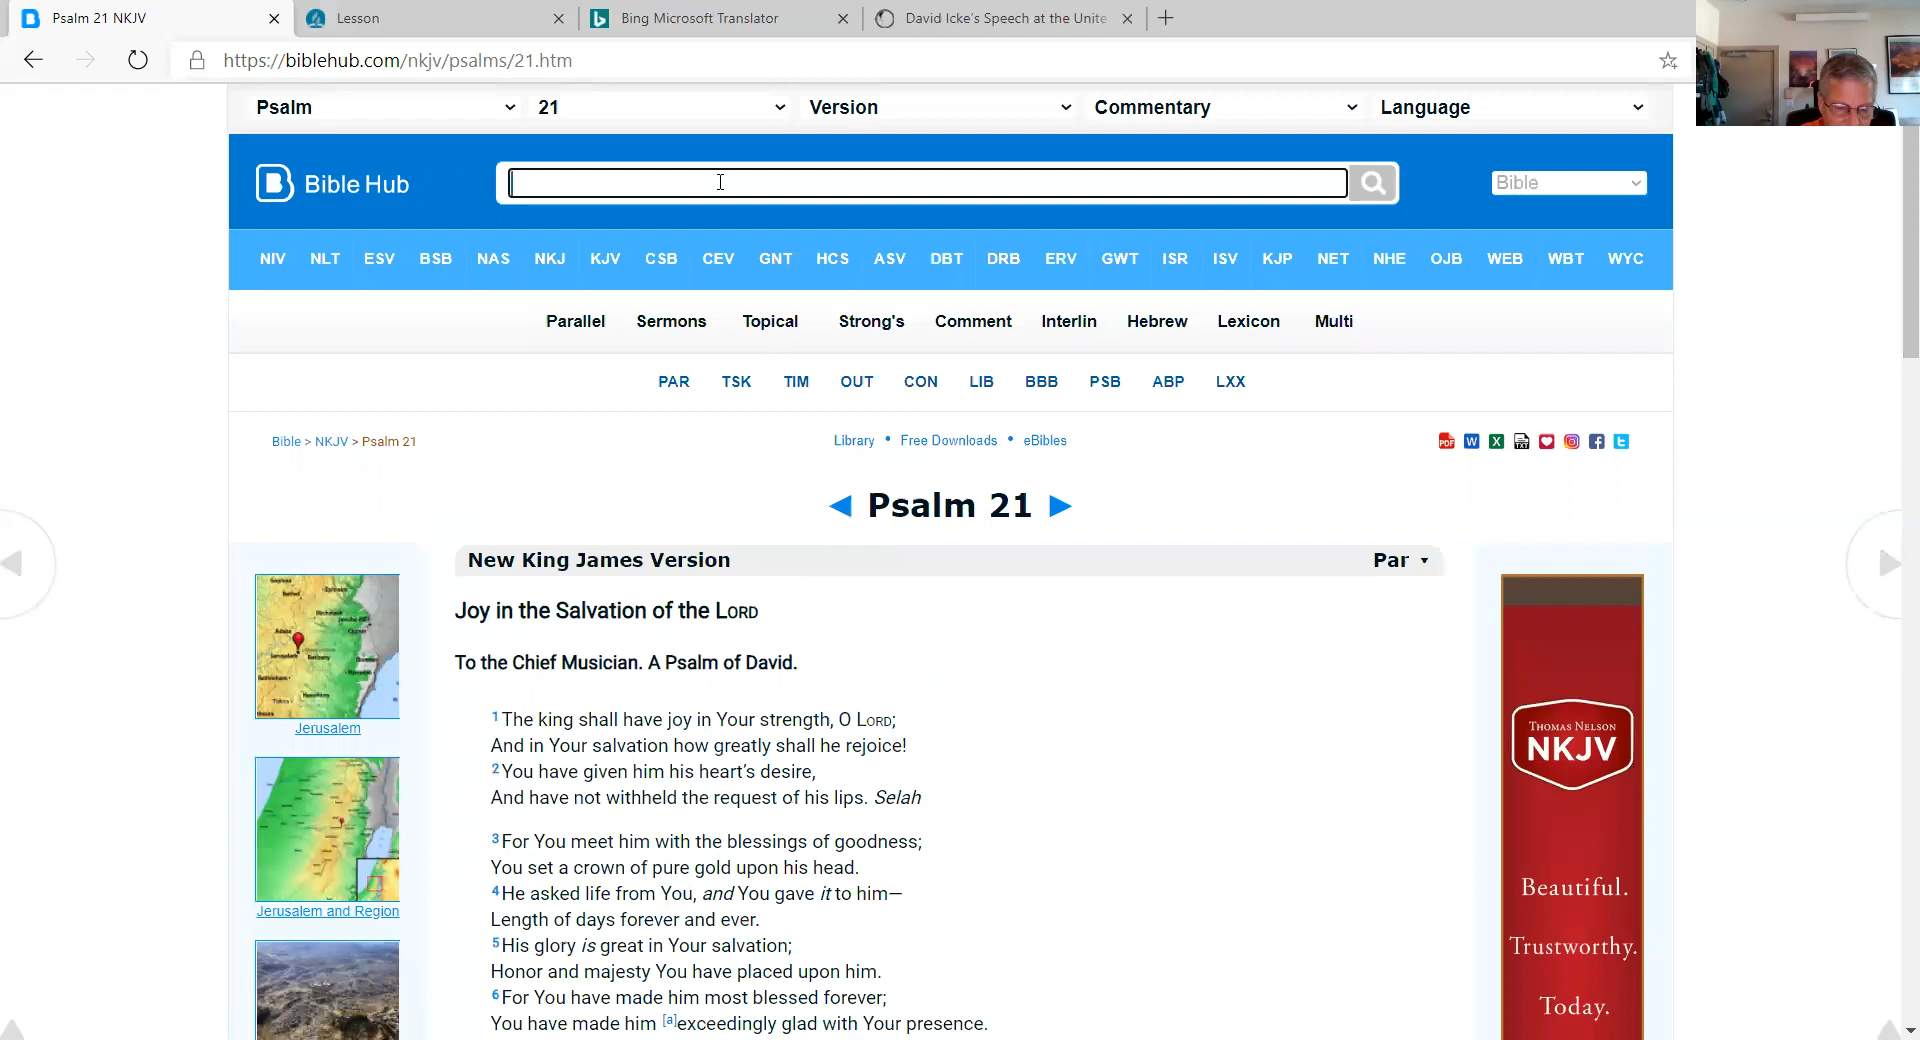 Psalm 21 NKJV
Lesson
Bing Microsoft Translator
David Icke's Speech at the Unite
https://biblehub.com/nkjv/psalms/21.htm
Psalm 21 Version Commentary Language
Bible Hub
Bible
NIV NLT ESV BSB NAS NKJ KJV CSB CEV GNT HCS ASV DBT DRB ERV GWT ISR ISV KJP NET NHE OJB WEB WBT WYC
Parallel Sermons Topical Strong's Comment Interlin Hebrew Lexicon Multi
PAR TSK TIM OUT CON LIB BBB PSB ABP LXX
Bible > NKJV > Psalm 21
Library • Free Downloads • eBibles
◄ Psalm 21 ►
New King James Version
Par
Joy in the Salvation of the LORD
To the Chief Musician. A Psalm of David.
1 The king shall have joy in Your strength, O LORD;
And in Your salvation how greatly shall he rejoice!
2 You have given him his heart's desire,
And have not withheld the request of his lips. Selah
3 For You meet him with the blessings of goodness;
You set a crown of pure gold upon his head.
4 He asked life from You, and You gave it to him—
Length of days forever and ever.
5 His glory is great in Your salvation;
Honor and majesty You have placed upon him.
6 For You have made him most blessed forever;
You have made him [a]exceedingly glad with Your presence.
Jerusalem
Jerusalem and Region
THOMAS NELSON
NKJV
Beautiful.
Trustworthy.
Today.